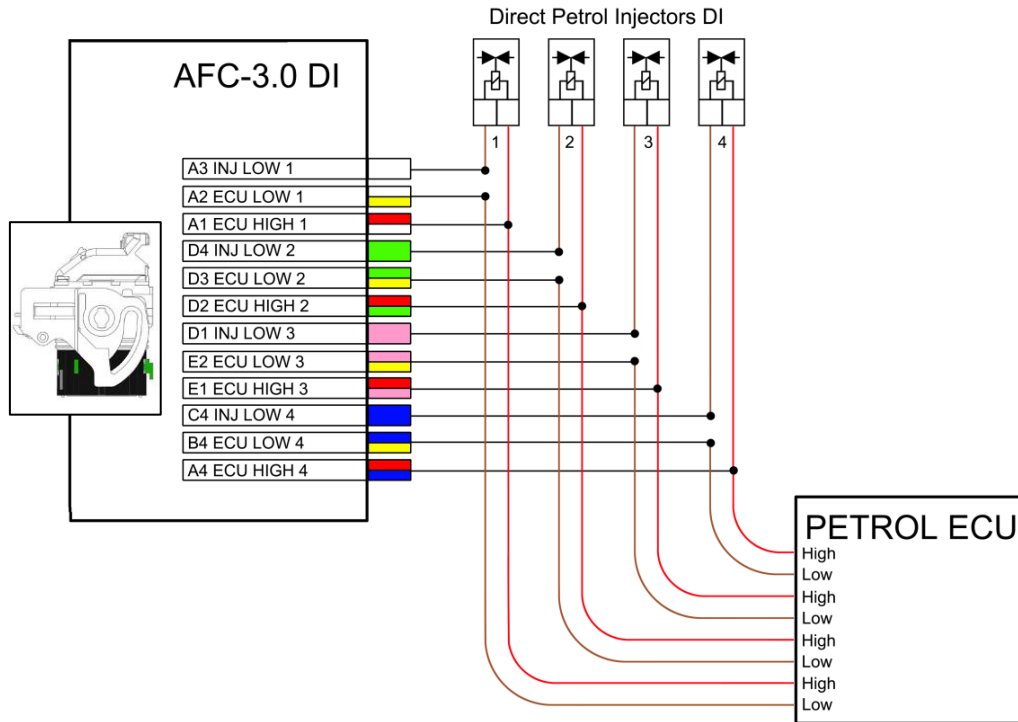 Direct Petrol Injectors DI
AFC-3.0 DI
1 2 3 4
A3 INJ LOW 1
A2 ECU LOW 1
A1 ECU HIGH 1
D4 INJ LOW 2
D3 ECU LOW 2
D2 ECU HIGH 2
D1 INJ LOW 3
E2 ECU LOW 3
E1 ECU HIGH 3
C4 INJ LOW 4
B4 ECU LOW 4
A4 ECU HIGH 4
PETROL ECU
High
Low
High
Low
High
Low
High
Low